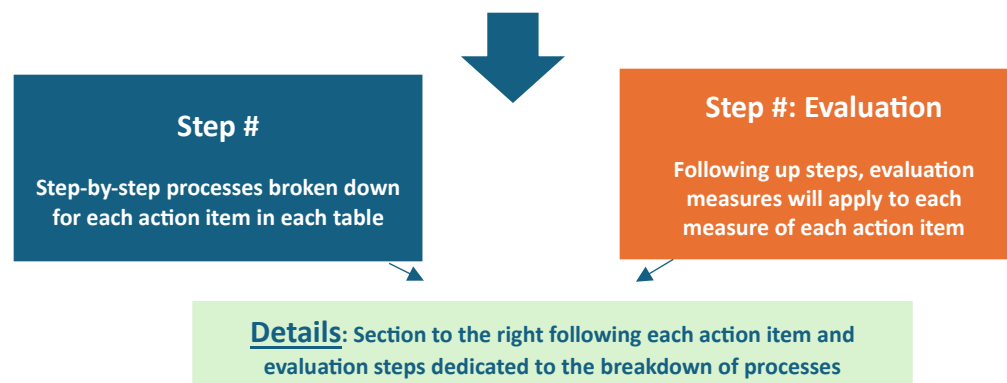 Step #
Step-by-step processes broken down
for each action item in each table
Step #: Evaluation
Following up steps, evaluation
measures will apply to each
measure of each action item
Details: Section to the right following each action item and
evaluation steps dedicated to the breakdown of processes